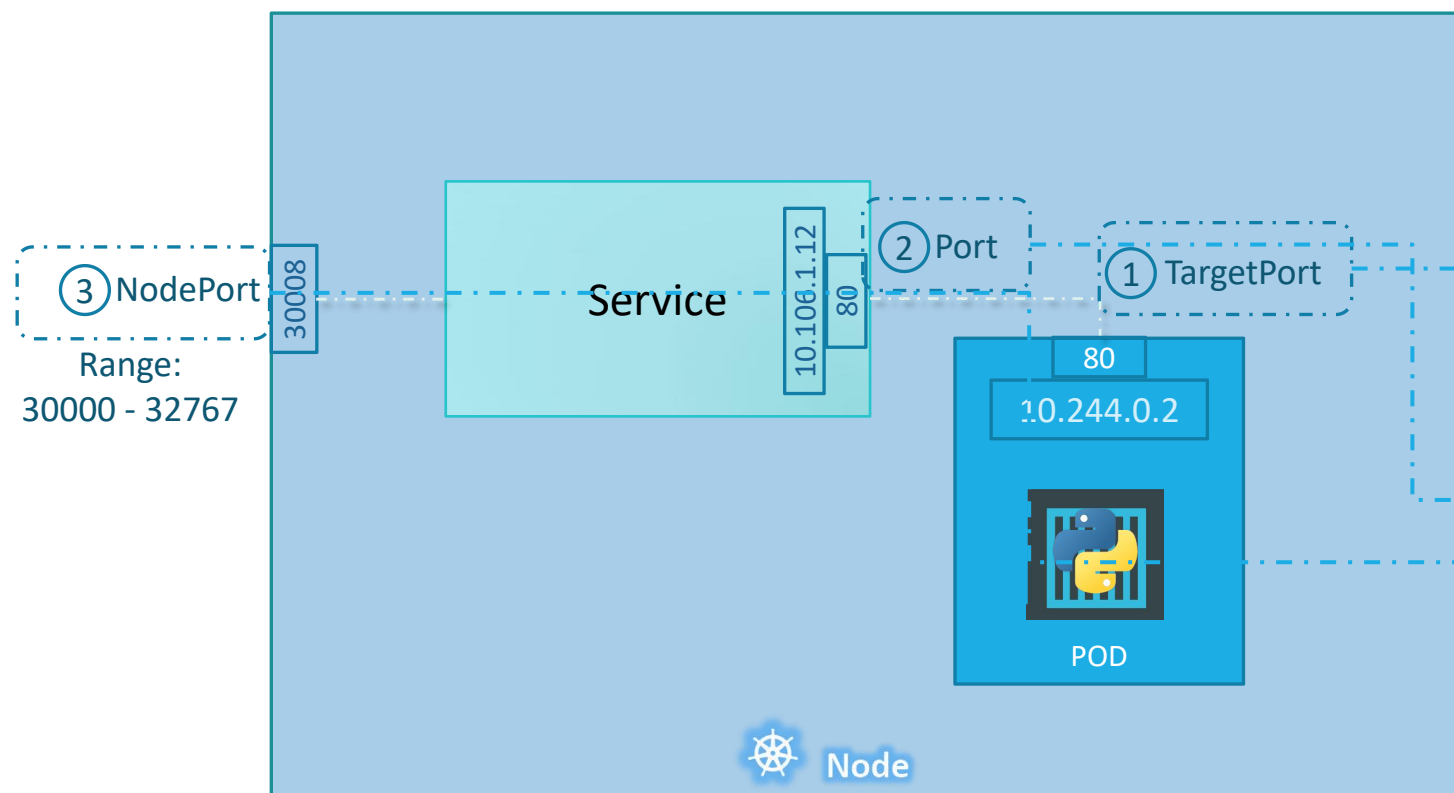 3 NodePort
Range:
30000 - 32767
30008
Service
10.106.1.12
80
2 Port
1 TargetPort
80
10.244.0.2
POD
Node